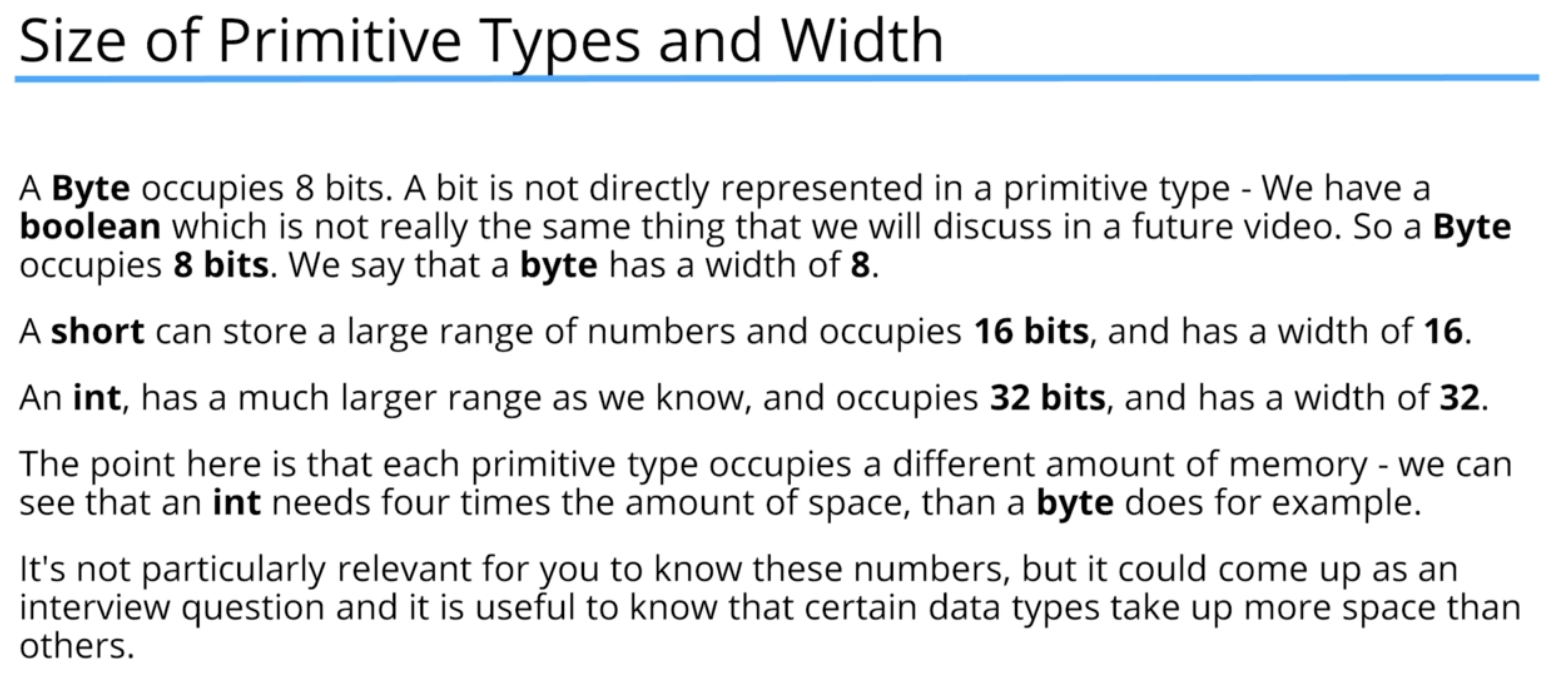 Size of Primitive Types and Width
A Byte occupies 8 bits. A bit is not directly represented in a primitive type - We have a
boolean which is not really the same thing that we will discuss in a future video. So a Byte
occupies 8 bits. We say that a byte has a width of 8.
A short can store a large range of numbers and occupies 16 bits, and has a width of 16.
An int, has a much larger range as we know, and occupies 32 bits, and has a width of 32.
The point here is that each primitive type occupies a different amount of memory - we can
see that an int needs four times the amount of space, than a byte does for example.
It's not particularly relevant for you to know these numbers, but it could come up as an
interview question and it is useful to know that certain data types take up more space than
others.